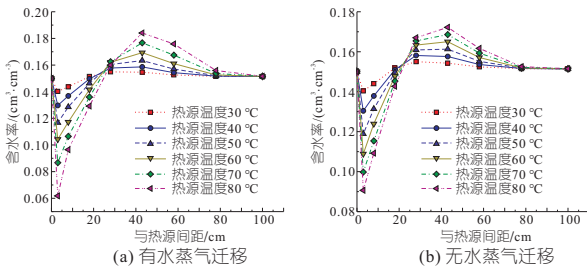 (a)
0.20
0.18
0.16
0.14
0.12
0.10
0.08
0.06
含水率/(cm³·cm⁻³)
热源温度30 ℃
热源温度40 ℃
热源温度50 ℃
热源温度60 ℃
热源温度70 ℃
热源温度80 ℃
0 20 40 60 80 100
与热源间距/cm
(a) 有水蒸气迁移
(b)
0.18
0.16
0.14
0.12
0.10
0.08
含水率/(cm³·cm⁻³)
热源温度30 ℃
热源温度40 ℃
热源温度50 ℃
热源温度60 ℃
热源温度70 ℃
热源温度80 ℃
0 20 40 60 80 100
与热源间距/cm
(b) 无水蒸气迁移